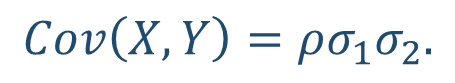 Cov(X, Y) = ρσ₁σ₂.